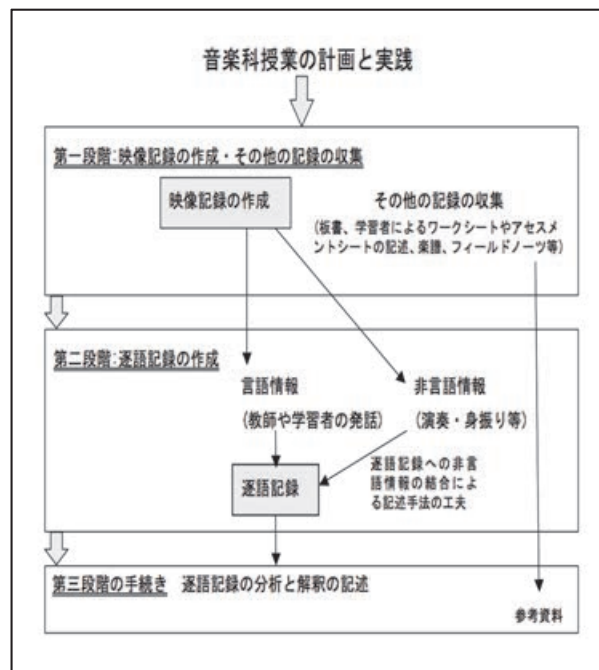 音楽科授業の計画と実践
第一段階:映像記録の作成・その他の記録の収集
映像記録の作成
その他の記録の収集
(板書、学習者によるワークシートやアセスメ
ントシートの記述、楽譜、フィールドノーツ等)
第二段階:逐語記録の作成
言語情報
(教師や学習者の発話)
非言語情報
(演奏・身振り等)
逐語記録
逐語記録への非言
語情報の結合によ
る記述手法の工夫
第三段階の手続き 逐語記録の分析と解釈の記述
参考資料